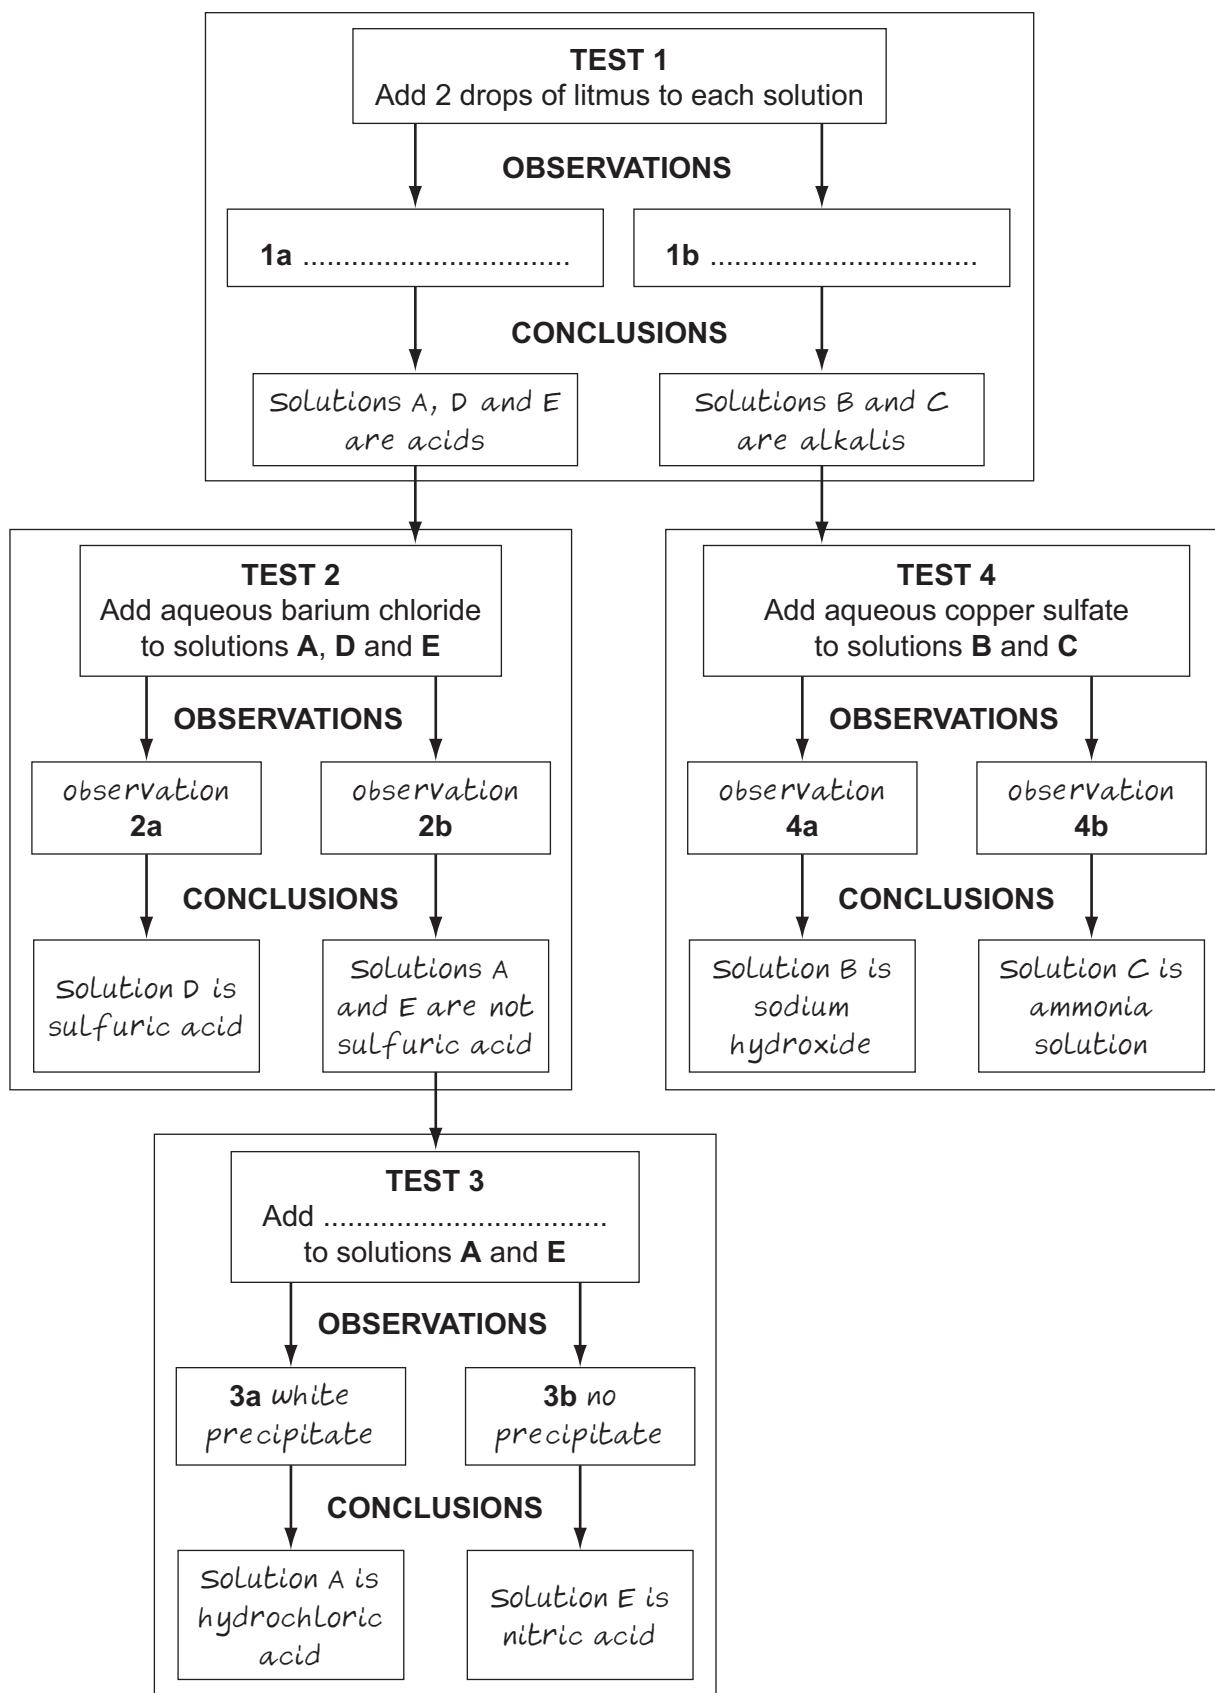 TEST 1
Add 2 drops of litmus to each solution
OBSERVATIONS
1a .................................
1b .................................
CONCLUSIONS
Solutions A, D and E
are acids
Solutions B and C
are alkalis
TEST 2
Add aqueous barium chloride
to solutions A, D and E
OBSERVATIONS
observation
2a
observation
2b
CONCLUSIONS
Solution D is
sulfuric acid
Solutions A
and E are not
sulfuric acid
TEST 4
Add aqueous copper sulfate
to solutions B and C
OBSERVATIONS
observation
4a
observation
4b
CONCLUSIONS
Solution B is
sodium
hydroxide
Solution C is
ammonia
solution
TEST 3
Add ...................................
to solutions A and E
OBSERVATIONS
3a white
precipitate
3b no
precipitate
CONCLUSIONS
Solution A is
hydrochloric
acid
Solution E is
nitric acid